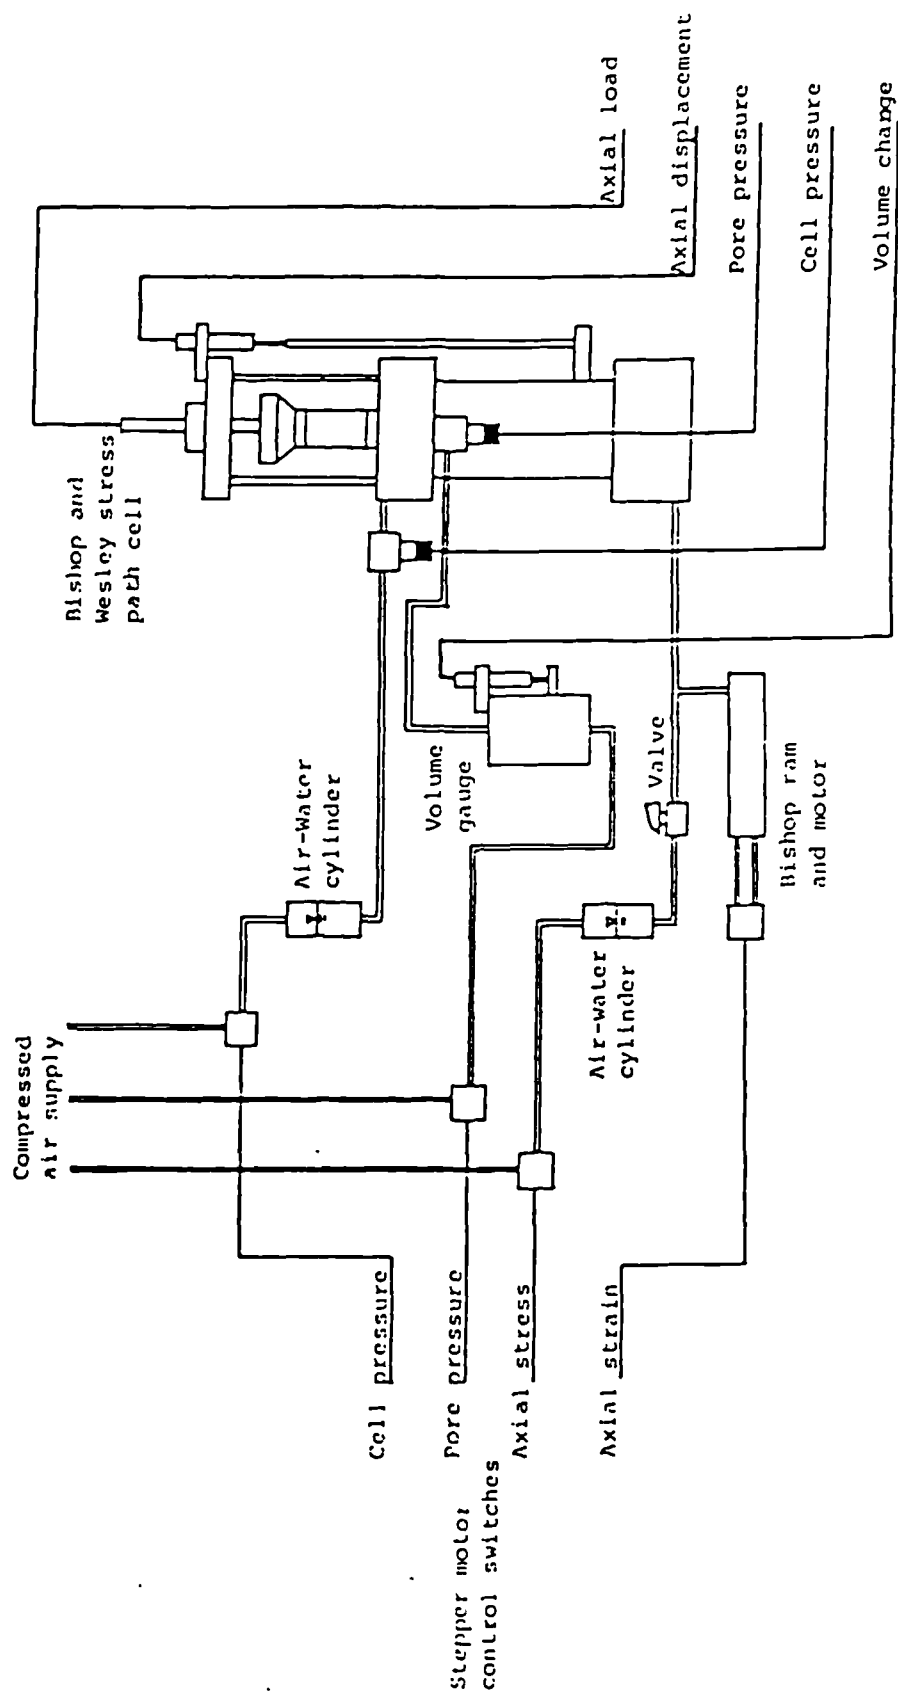 Compressed
air supply
Bishop and
Wesley stress
path cell
Air-Water
cylinder
Volume
gauge
Valve
Air-water
cylinder
Bishop ram
and motor
Cell pressure
Pore pressure
Axial stress
Axial strain
Stepper motor
control switches
Axial load
Axial displacement
Pore pressure
Cell pressure
Volume change